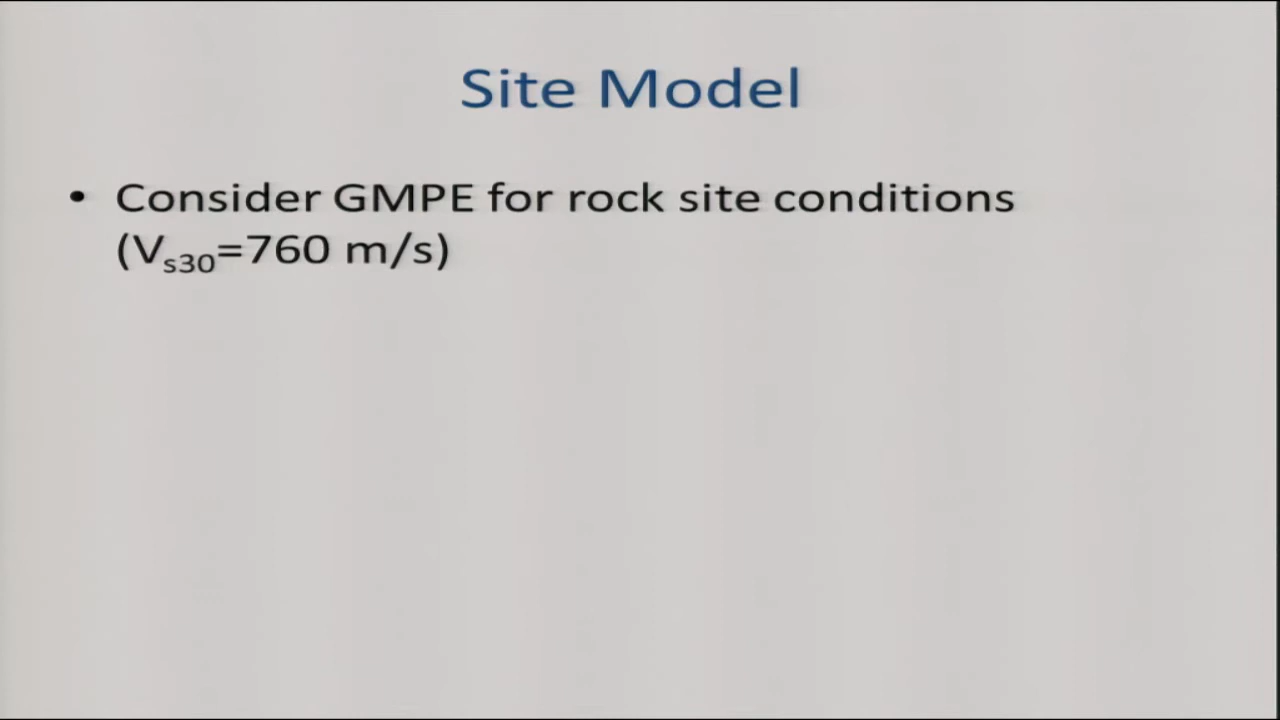 Site Model
• Consider GMPE for rock site conditions
(Vs30=760 m/s)